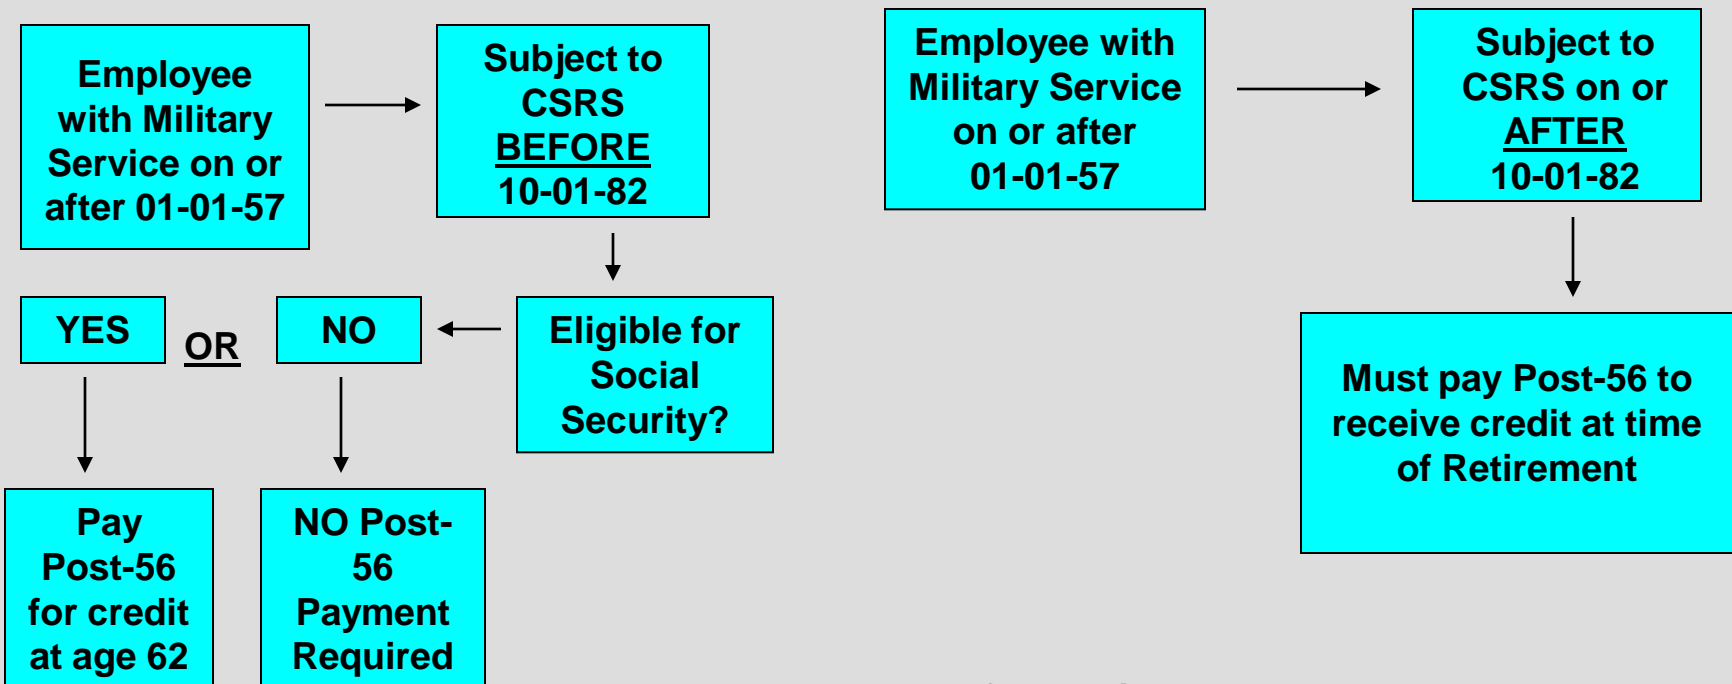 Employee
with Military
Service on or
after 01-01-57
Subject to
CSRS
BEFORE
10-01-82
Employee with
Military Service
on or after
01-01-57
Subject to
CSRS on or
AFTER
10-01-82
YES
OR
NO
Eligible for
Social
Security?
Must pay Post-56 to
receive credit at time
of Retirement
Pay
Post-56
for credit
at age 62
NO Post-
56
Payment
Required